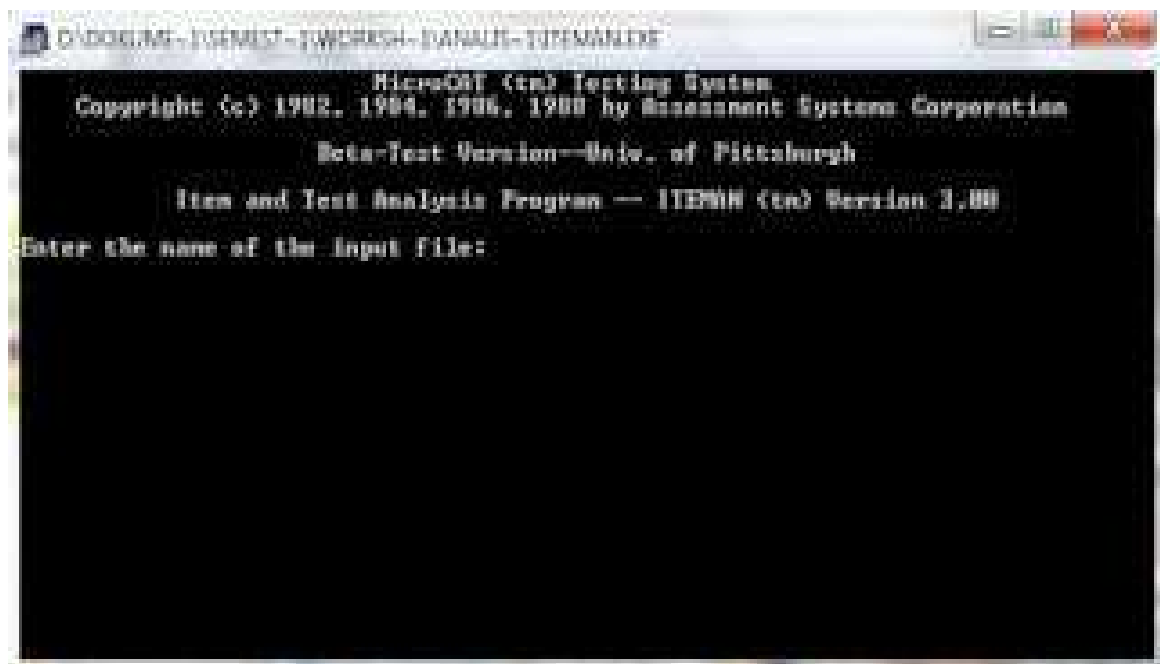 MicroCAT (tm) Testing System
Copyright (c) 1982, 1984, 1986, 1988 by Assessment Systems Corporation
Beta-Test Version--Univ. of Pittsburgh
Item and Test Analysis Program -- ITEMAN (tm) Version 3.00
Enter the name of the input file: